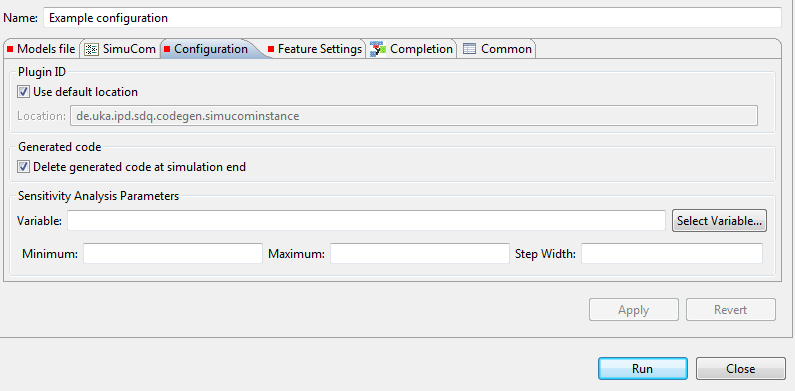 Name: Example configuration
Models file SimuCom Configuration Feature Settings Completion Common
Plugin ID
Use default location
Location: de.uka.ipd.sdq.codegen.simucominstance
Generated code
Delete generated code at simulation end
Sensitivity Analysis Parameters
Variable: Select Variable...
Minimum: Maximum: Step Width:
Apply Revert
Run Close